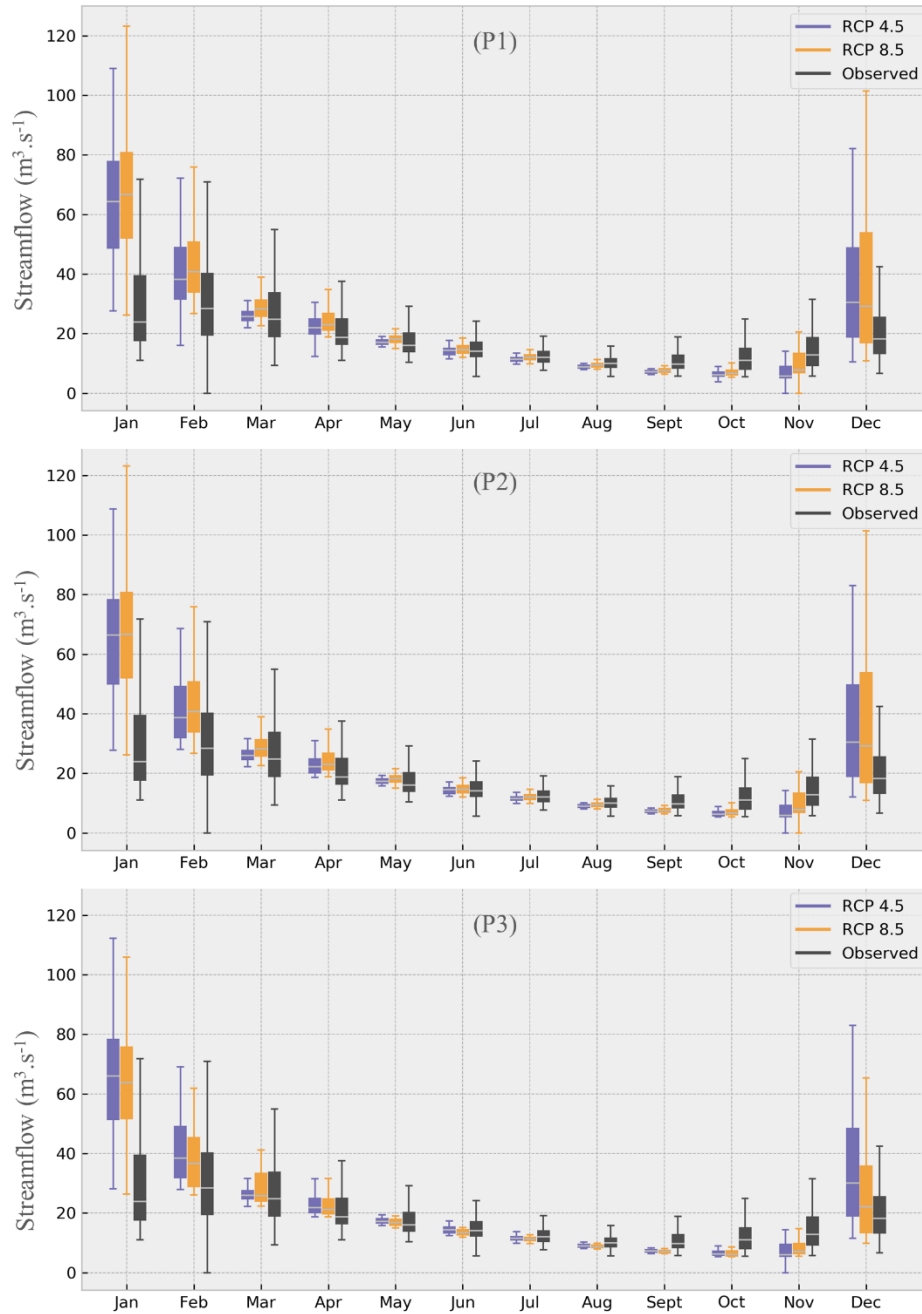 (P1)
RCP 4.5
RCP 8.5
Observed
Streamflow (m³.s⁻¹)
120
100
80
60
40
20
0
Jan Feb Mar Apr May Jun Jul Aug Sept Oct Nov Dec
(P2)
RCP 4.5
RCP 8.5
Observed
Streamflow (m³.s⁻¹)
120
100
80
60
40
20
0
Jan Feb Mar Apr May Jun Jul Aug Sept Oct Nov Dec
(P3)
RCP 4.5
RCP 8.5
Observed
Streamflow (m³.s⁻¹)
120
100
80
60
40
20
0
Jan Feb Mar Apr May Jun Jul Aug Sept Oct Nov Dec